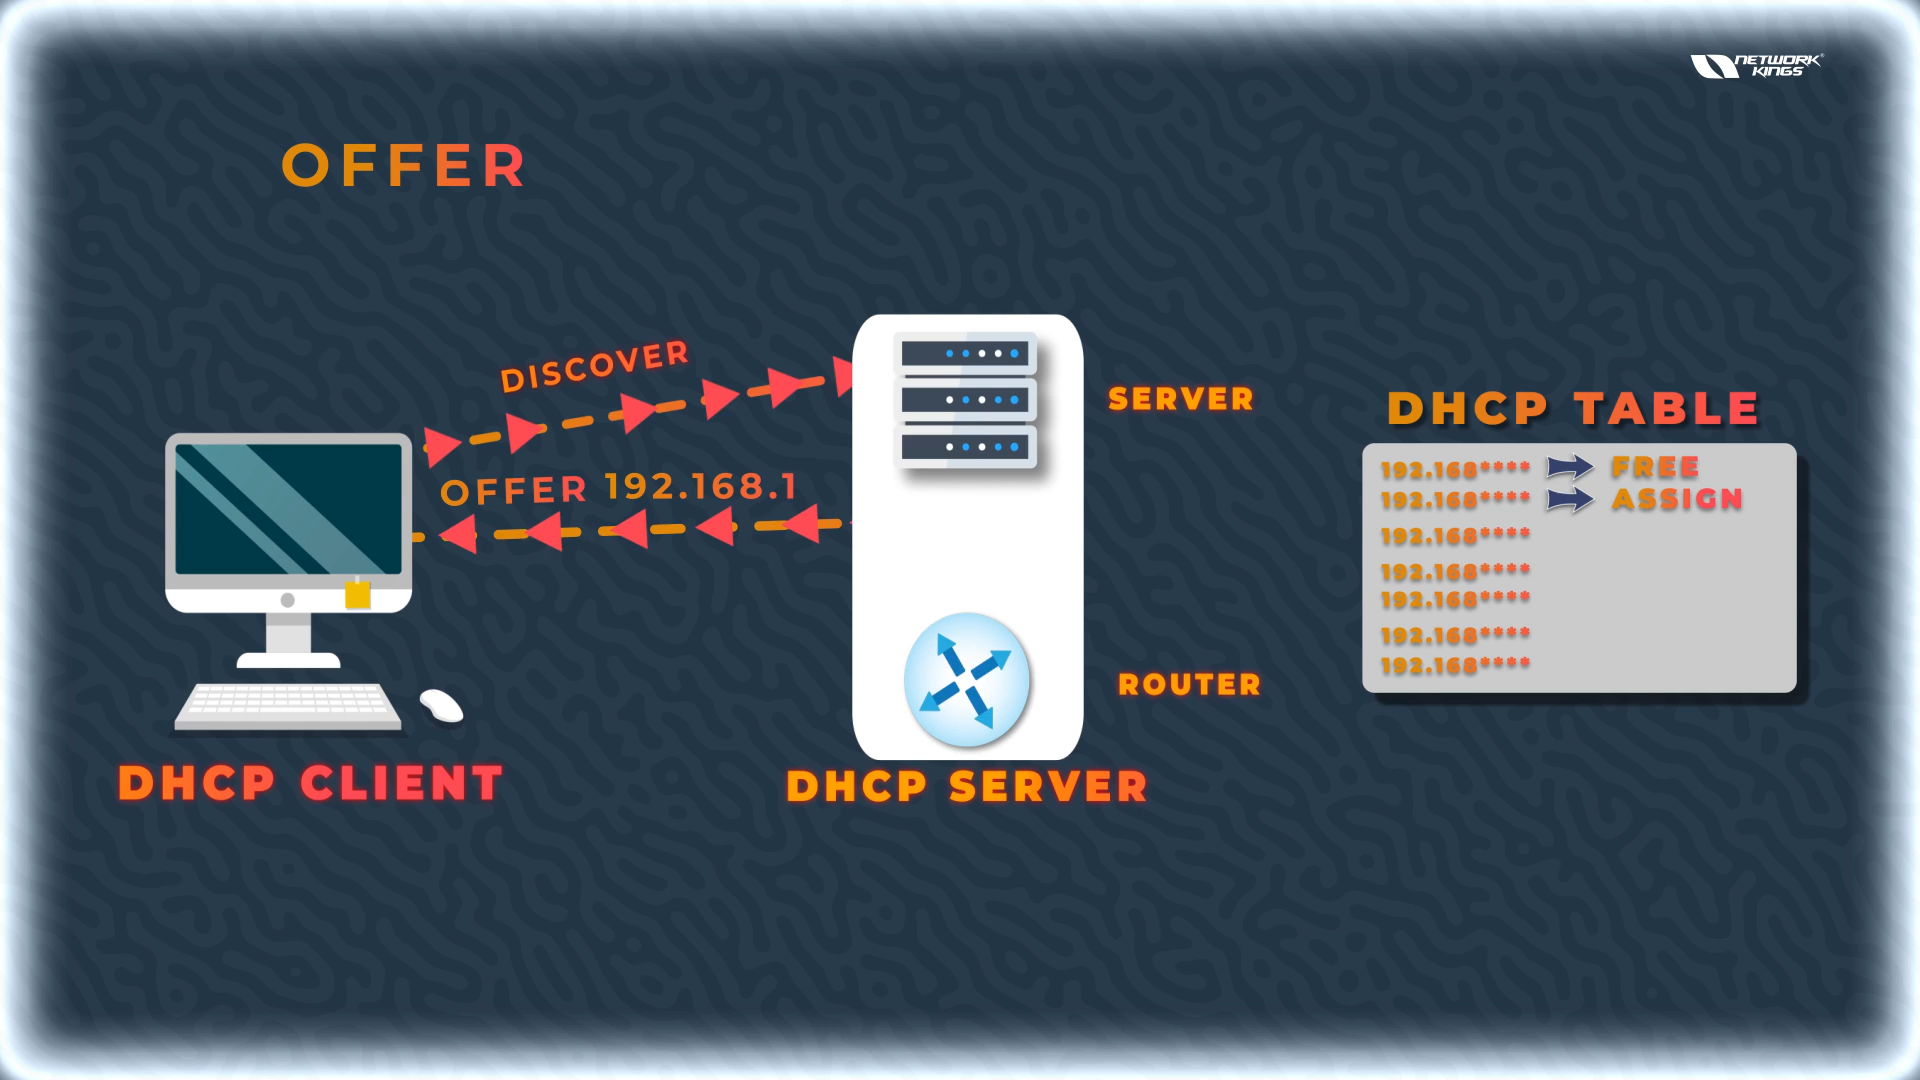 NETWORK
KINGS
OFFER
DISCOVER
OFFER 192.168.1
SERVER
ROUTER
DHCP CLIENT
DHCP SERVER
DHCP TABLE
192.168**** FREE
192.168**** ASSIGN
192.168****
192.168****
192.168****
192.168****
192.168****